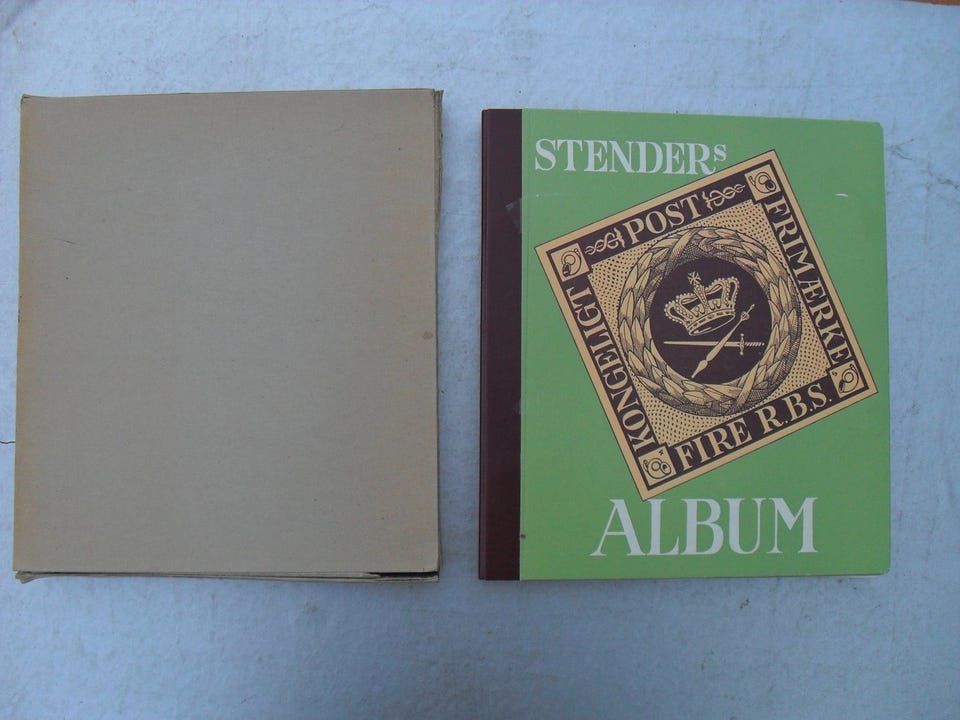 STENDERs
KONGELIGT
POST
FRIMÆRKE
FIRE R.B.S.
ALBUM